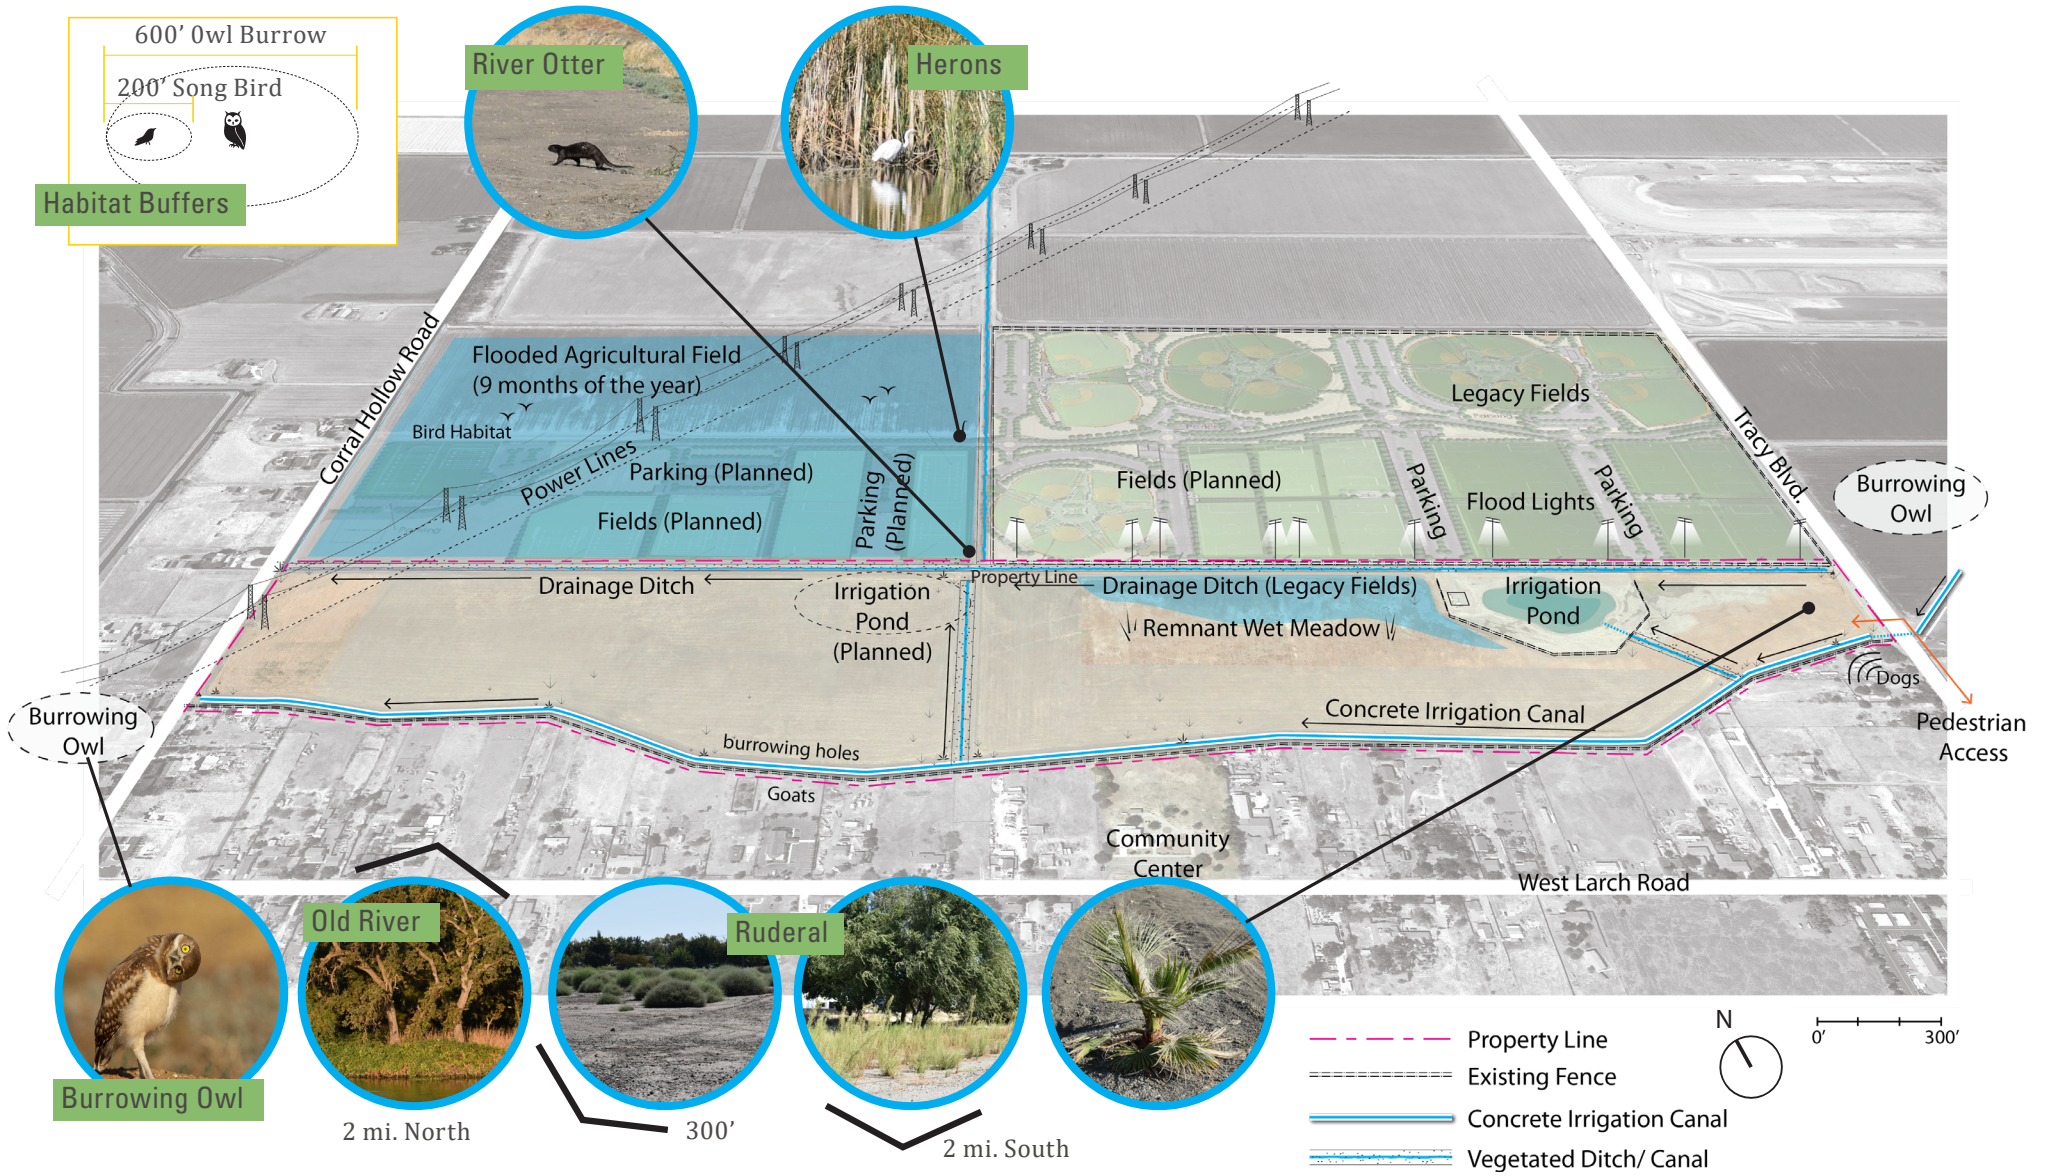 600’ 0wl Burrow
200’ Song Bird
Habitat Buffers
River Otter
Herons
Corral Hollow Road
Flooded Agricultural Field
(9 months of the year)
Bird Habitat
Power Lines
Parking (Planned)
Fields (Planned)
Parking
(Planned)
Legacy Fields
Fields (Planned)
Parking
Flood Lights
Parking
Tracy Blvd.
Burrowing
Owl
Drainage Ditch
Property Line
Irrigation
Pond
(Planned)
Drainage Ditch (Legacy Fields)
Remnant Wet Meadow
Irrigation
Pond
Dogs
Pedestrian
Access
Concrete Irrigation Canal
burrowing holes
Goats
Burrowing
Owl
Community
Center
West Larch Road
Burrowing Owl
Old River
2 mi. North
300’
Ruderal
2 mi. South
Property Line
Existing Fence
Concrete Irrigation Canal
Vegetated Ditch/ Canal
N
0’
300’